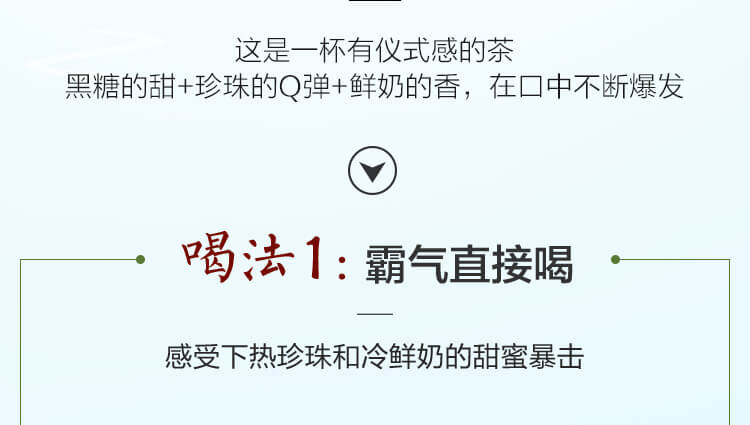 这是一杯有仪式感的茶
黑糖的甜+珍珠的Q弹+鲜奶的香，在口中不断爆发
喝法1：霸气直接喝
感受下热珍珠和冷鲜奶的甜蜜暴击